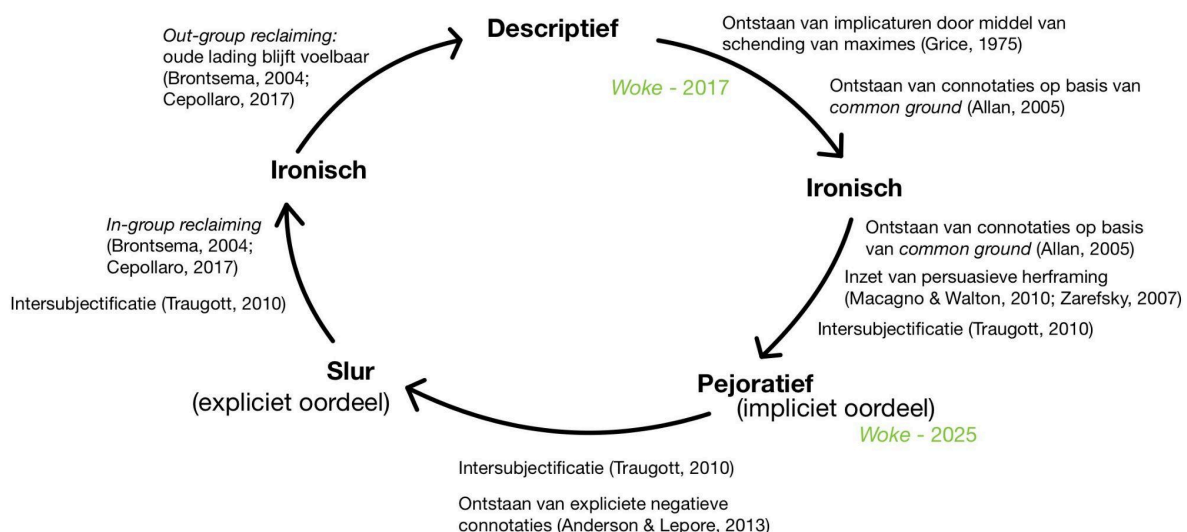 Descriptief
Ontstaan van implicaturen door middel van
schending van maximes (Grice, 1975)
Woke - 2017
Ontstaan van connotaties op basis van
common ground (Allan, 2005)
Ironisch
Ontstaan van connotaties op basis
van common ground (Allan, 2005)
Inzet van persuasieve herframing
(Macagno & Walton, 2010; Zarefsky, 2007)
Intersubjectificatie (Traugott, 2010)
Pejoratief
(impliciet oordeel)
Woke - 2025
Intersubjectificatie (Traugott, 2010)
Ontstaan van expliciete negatieve
connotaties (Anderson & Lepore, 2013)
Slur
(expliciet oordeel)
Intersubjectificatie (Traugott, 2010)
In-group reclaiming
(Brontsema, 2004;
Cepollaro, 2017)
Ironisch
Out-group reclaiming:
oude lading blijft voelbaar
(Brontsema, 2004;
Cepollaro, 2017)